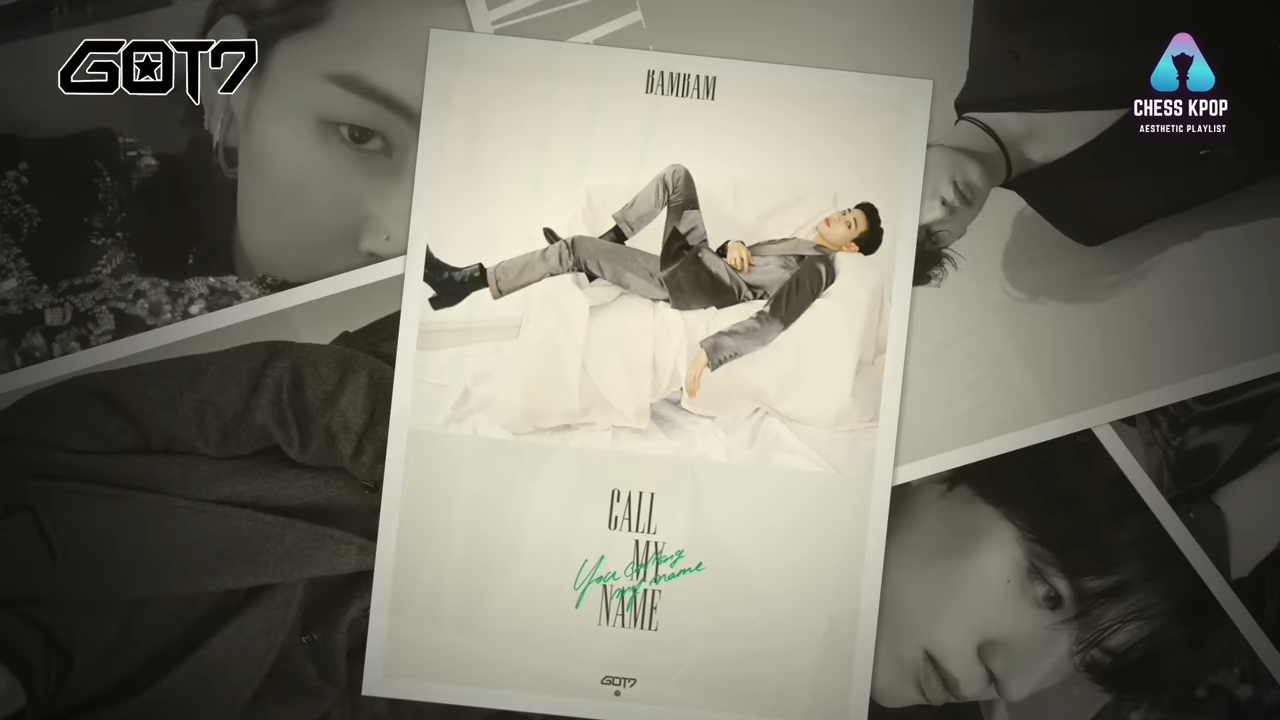 GOT7
CHESS KPOP
AESTHETIC PLAYLIST
BAMBAM
CALL
MY
NAME
You calling
my name
GOT7